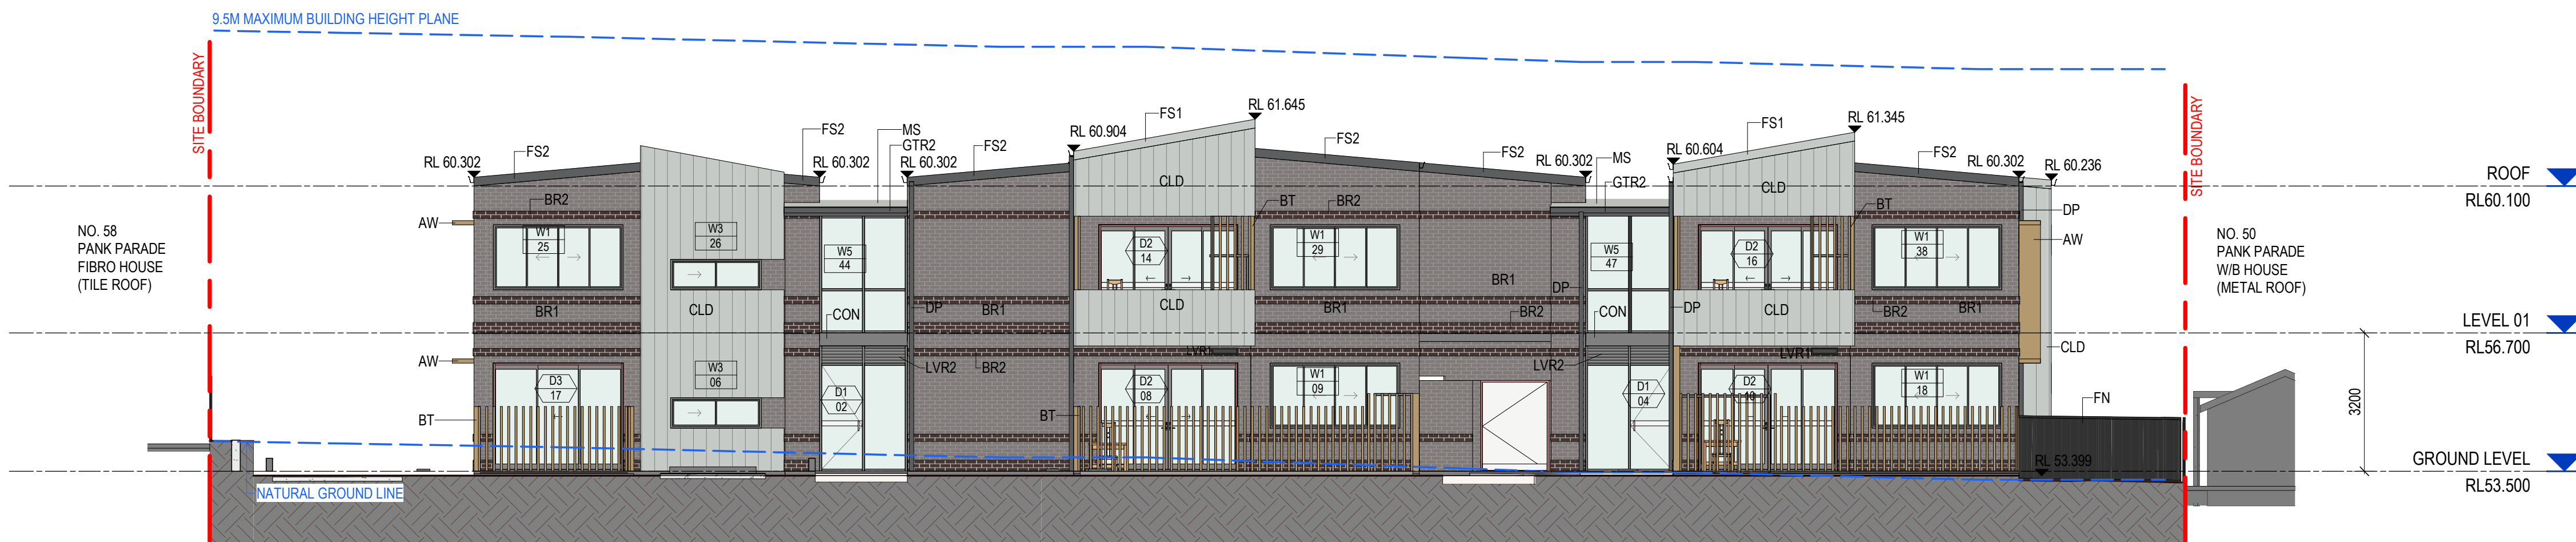 9.5M MAXIMUM BUILDING HEIGHT PLANE
SITE BOUNDARY
SITE BOUNDARY
RL 61.645
FS1
RL 60.904
RL 61.345
FS1
RL 60.604
FS2
MS
GTR2
FS2
FS2
FS2
FS2
RL 60.302
RL 60.302
RL 60.302
FS2
RL 60.302
MS
GTR2
FS2
RL 60.302
RL 60.236
ROOF
RL60.100
CLD
CLD
BR2
BT
BR2
BT
DP
AW
AW
NO. 58
PANK PARADE
FIBRO HOUSE
(TILE ROOF)
W1
25
W3
26
W5
44
D2
14
W1
29
W5
47
D2
16
W1
38
NO. 50
PANK PARADE
W/B HOUSE
(METAL ROOF)
BR1
DP
BR1
CLD
CON
DP
BR1
CLD
BR1
BR2
CON
DP
CLD
BR2
BR1
LEVEL 01
RL56.700
AW
LVR2
BR2
LVR1
LVR2
LVR1
CLD
D3
17
W3
06
D1
02
D2
08
W1
09
D1
04
D2
10
W1
18
3200
BT
BT
FN
RL 53.399
GROUND LEVEL
RL53.500
NATURAL GROUND LINE